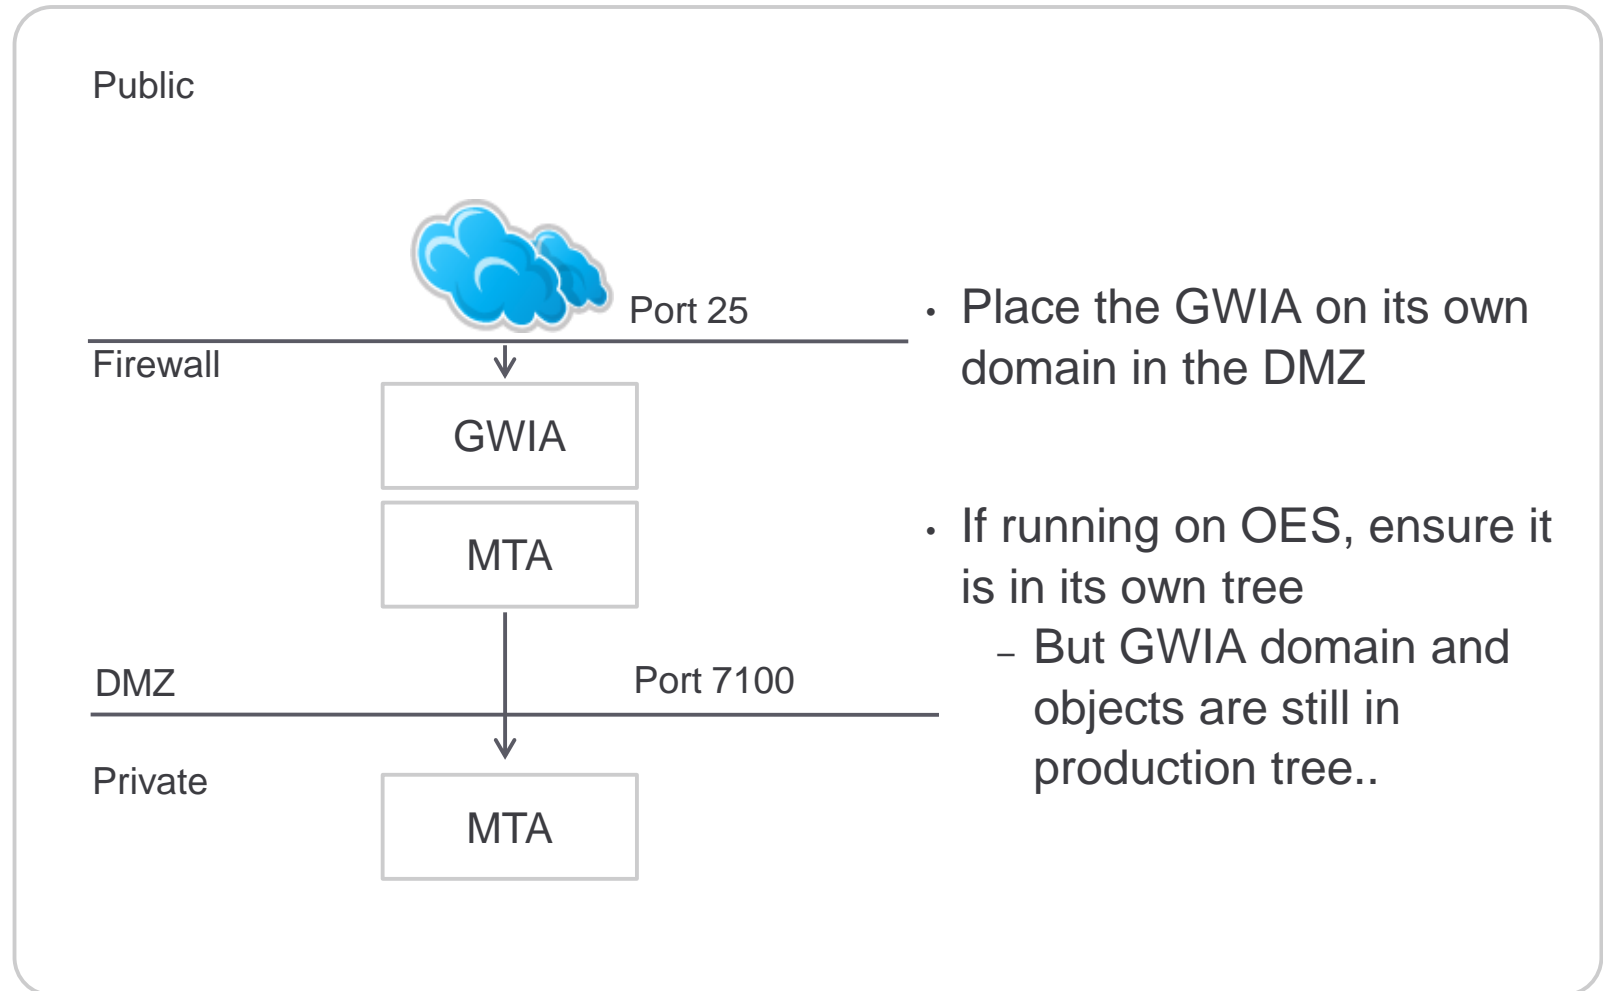 Public
Port 25
Firewall
GWIA
MTA
DMZ
Port 7100
Private
MTA
• Place the GWIA on its own
domain in the DMZ
• If running on OES, ensure it
is in its own tree
– But GWIA domain and
objects are still in
production tree..